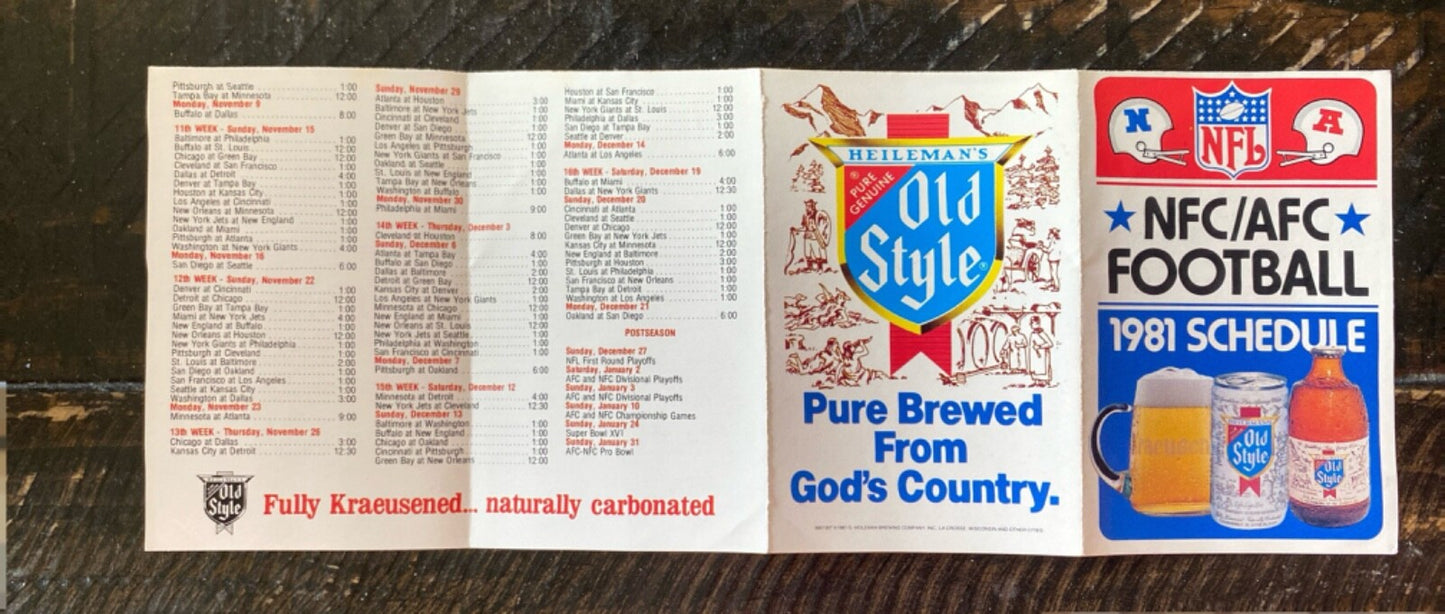 Pittsburgh at Seattle 1:00
Tampa Bay at Minnesota 12:00
Monday, November 9
Buffalo at Dallas 8:00
11th WEEK - Sunday, November 15
Baltimore at Philadelphia 1:00
Buffalo at St. Louis 12:00
Chicago at Green Bay 12:00
Cleveland at San Francisco 1:00
Dallas at Detroit 4:00
Denver at Tampa Bay 1:00
Houston at Kansas City 1:00
Los Angeles at Cincinnati 1:00
New Orleans at Minnesota 12:00
New York Jets at New England 1:00
Oakland at Miami 1:00
Pittsburgh at Atlanta 1:00
Washington at New York Giants 4:00
Monday, November 16
San Diego at Seattle 6:00
12th WEEK - Sunday, November 22
Denver at Cincinnati 1:00
Detroit at Chicago 12:00
Green Bay at Tampa Bay 1:00
Miami at New York Jets 4:00
New England at Buffalo 1:00
New Orleans at Houston 12:00
New York Giants at Philadelphia 1:00
Pittsburgh at Cleveland 1:00
St. Louis at Baltimore 2:00
San Diego at Oakland 1:00
San Francisco at Los Angeles 1:00
Seattle at Kansas City 1:00
Washington at Dallas 3:00
Monday, November 23
Minnesota at Atlanta 9:00
13th WEEK - Thursday, November 26
Chicago at Dallas 3:00
Kansas City at Detroit 12:30
Sunday, November 29
Atlanta at Houston 3:00
Baltimore at New York Jets 1:00
Cincinnati at Cleveland 1:00
Denver at San Diego 1:00
Green Bay at Minnesota 12:00
Los Angeles at Pittsburgh 1:00
New York Giants at San Francisco 1:00
Oakland at Seattle 1:00
St. Louis at New England 1:00
Tampa Bay at New Orleans 1:00
Washington at Buffalo 1:00
Monday, November 30
Philadelphia at Miami 9:00
14th WEEK - Thursday, December 3
Cleveland at Houston 8:00
Sunday, December 6
Atlanta at Tampa Bay 4:00
Buffalo at San Diego 1:00
Dallas at Baltimore 2:00
Detroit at Green Bay 12:00
Kansas City at Denver 2:00
Los Angeles at New York Giants 1:00
Minnesota at Chicago 12:00
New England at Miami 1:00
New Orleans at St. Louis 12:00
New York Jets at Seattle 1:00
Philadelphia at Washington 1:00
San Francisco at Cincinnati 1:00
Monday, December 7
Pittsburgh at Oakland 6:00
15th WEEK - Saturday, December 12
Minnesota at Detroit 4:00
New York Jets at Cleveland 12:30
Sunday, December 13
Baltimore at Washington 1:00
Buffalo at New England 1:00
Chicago at Oakland 1:00
Cincinnati at Pittsburgh 1:00
Green Bay at New Orleans 12:00
Houston at San Francisco 1:00
Miami at Kansas City 1:00
New York Giants at St. Louis 12:00
Philadelphia at Dallas 3:00
San Diego at Tampa Bay 1:00
Seattle at Denver 2:00
Monday, December 14
Atlanta at Los Angeles 6:00
16th WEEK - Saturday, December 19
Buffalo at Miami 4:00
Dallas at New York Giants 12:30
Sunday, December 20
Cincinnati at Atlanta 1:00
Cleveland at Seattle 1:00
Denver at Chicago 12:00
Green Bay at New York Jets 1:00
Kansas City at Minnesota 12:00
New England at Baltimore 2:00
Pittsburgh at Houston 3:00
St. Louis at Philadelphia 1:00
San Francisco at New Orleans 1:00
Tampa Bay at Detroit 1:00
Washington at Los Angeles 1:00
Monday, December 21
Oakland at San Diego 6:00
POSTSEASON
Sunday, December 27
NFL First Round Playoffs
Saturday, January 2
AFC and NFC Divisional Playoffs
Sunday, January 3
AFC and NFC Divisional Playoffs
Sunday, January 10
AFC and NFC Championship Games
Sunday, January 24
Super Bowl XVI
Sunday, January 31
AFC-NFC Pro Bowl
Old
Style
Fully Kraeusened... naturally carbonated
HEILEMAN'S
® PURE
GENUINE
Old
Style®
Pure Brewed
From
God's Country.
N
NFL
A
NFC/AFC
FOOTBALL
1981 SCHEDULE
Old
Style
Old
Style